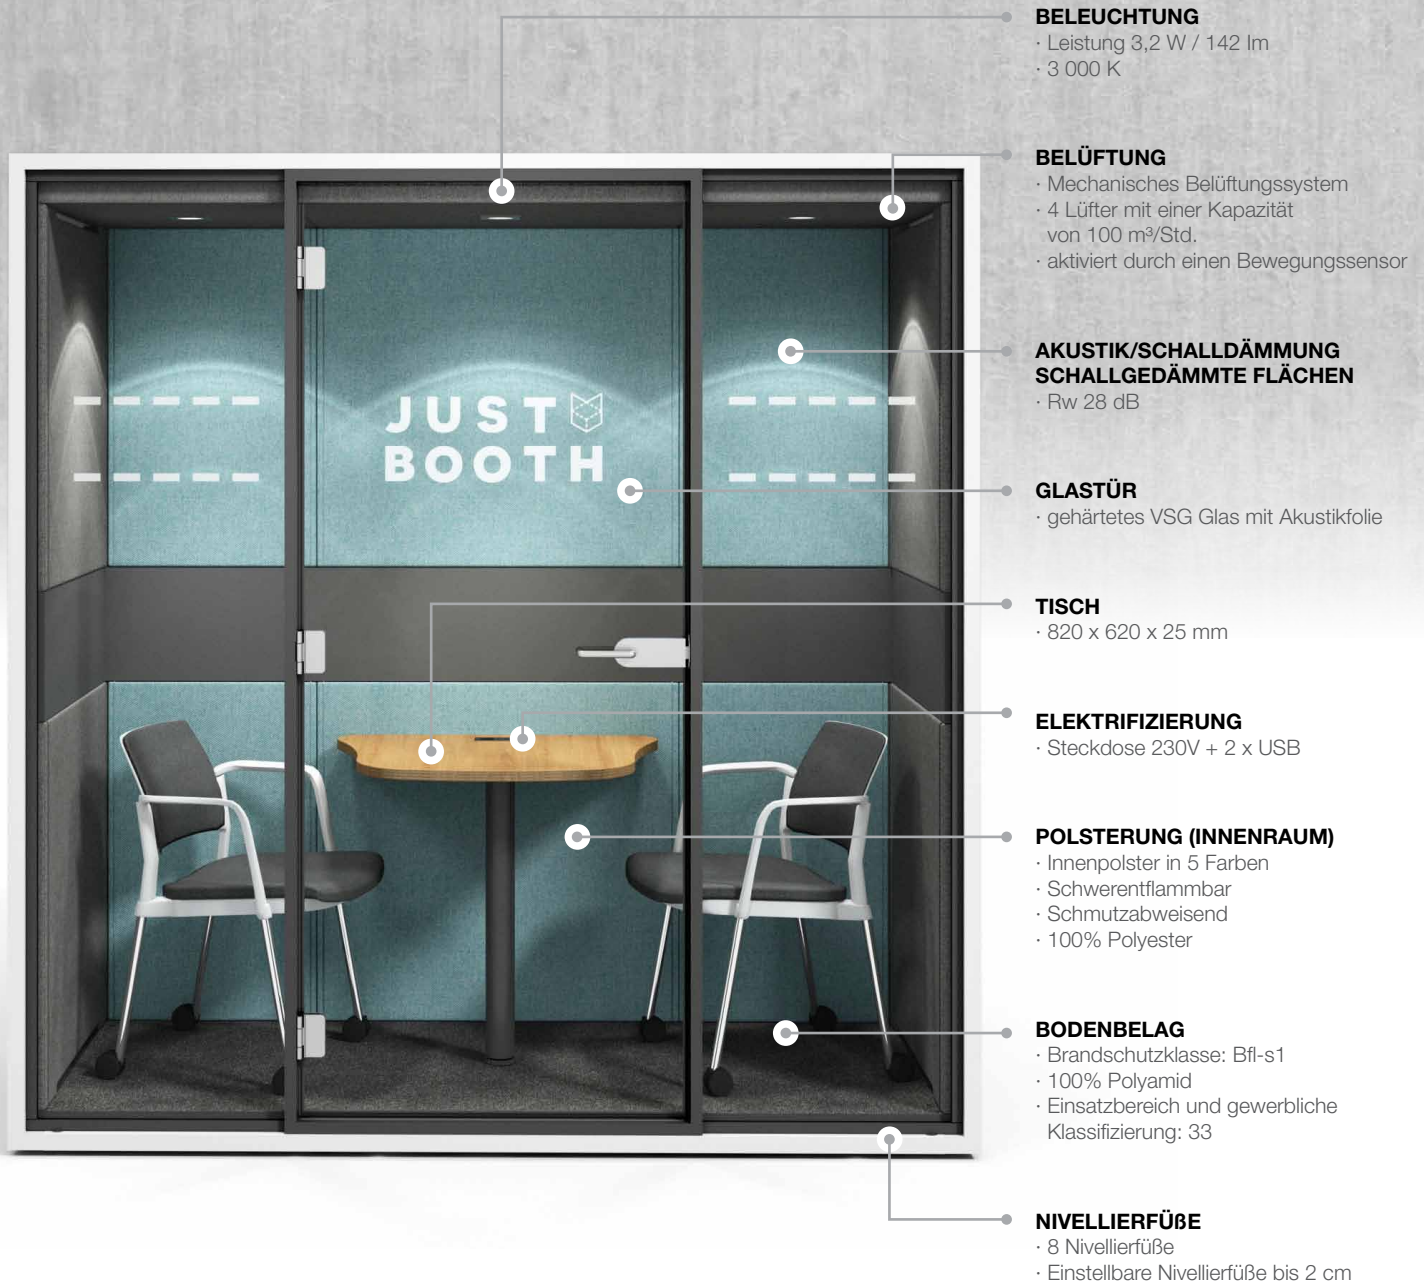 BELEUCHTUNG
· Leistung 3,2 W / 142 lm
· 3 000 K
BELÜFTUNG
· Mechanisches Belüftungssystem
· 4 Lüfter mit einer Kapazität
von 100 m³/Std.
· aktiviert durch einen Bewegungssensor
AKUSTIK/SCHALLDÄMMUNG
SCHALLGEDÄMMTE FLÄCHEN
· Rw 28 dB
JUST
BOOTH
GLASTÜR
· gehärtetes VSG Glas mit Akustikfolie
TISCH
· 820 x 620 x 25 mm
ELEKTRIFIZIERUNG
· Steckdose 230V + 2 x USB
POLSTERUNG (INNENRAUM)
· Innenpolster in 5 Farben
· Schwerentflammbar
· Schmutzabweisend
· 100% Polyester
BODENBELAG
· Brandschutzklasse: Bfl-s1
· 100% Polyamid
· Einsatzbereich und gewerbliche
Klassifizierung: 33
NIVELLIERFÜßE
· 8 Nivellierfüße
· Einstellbare Nivellierfüße bis 2 cm